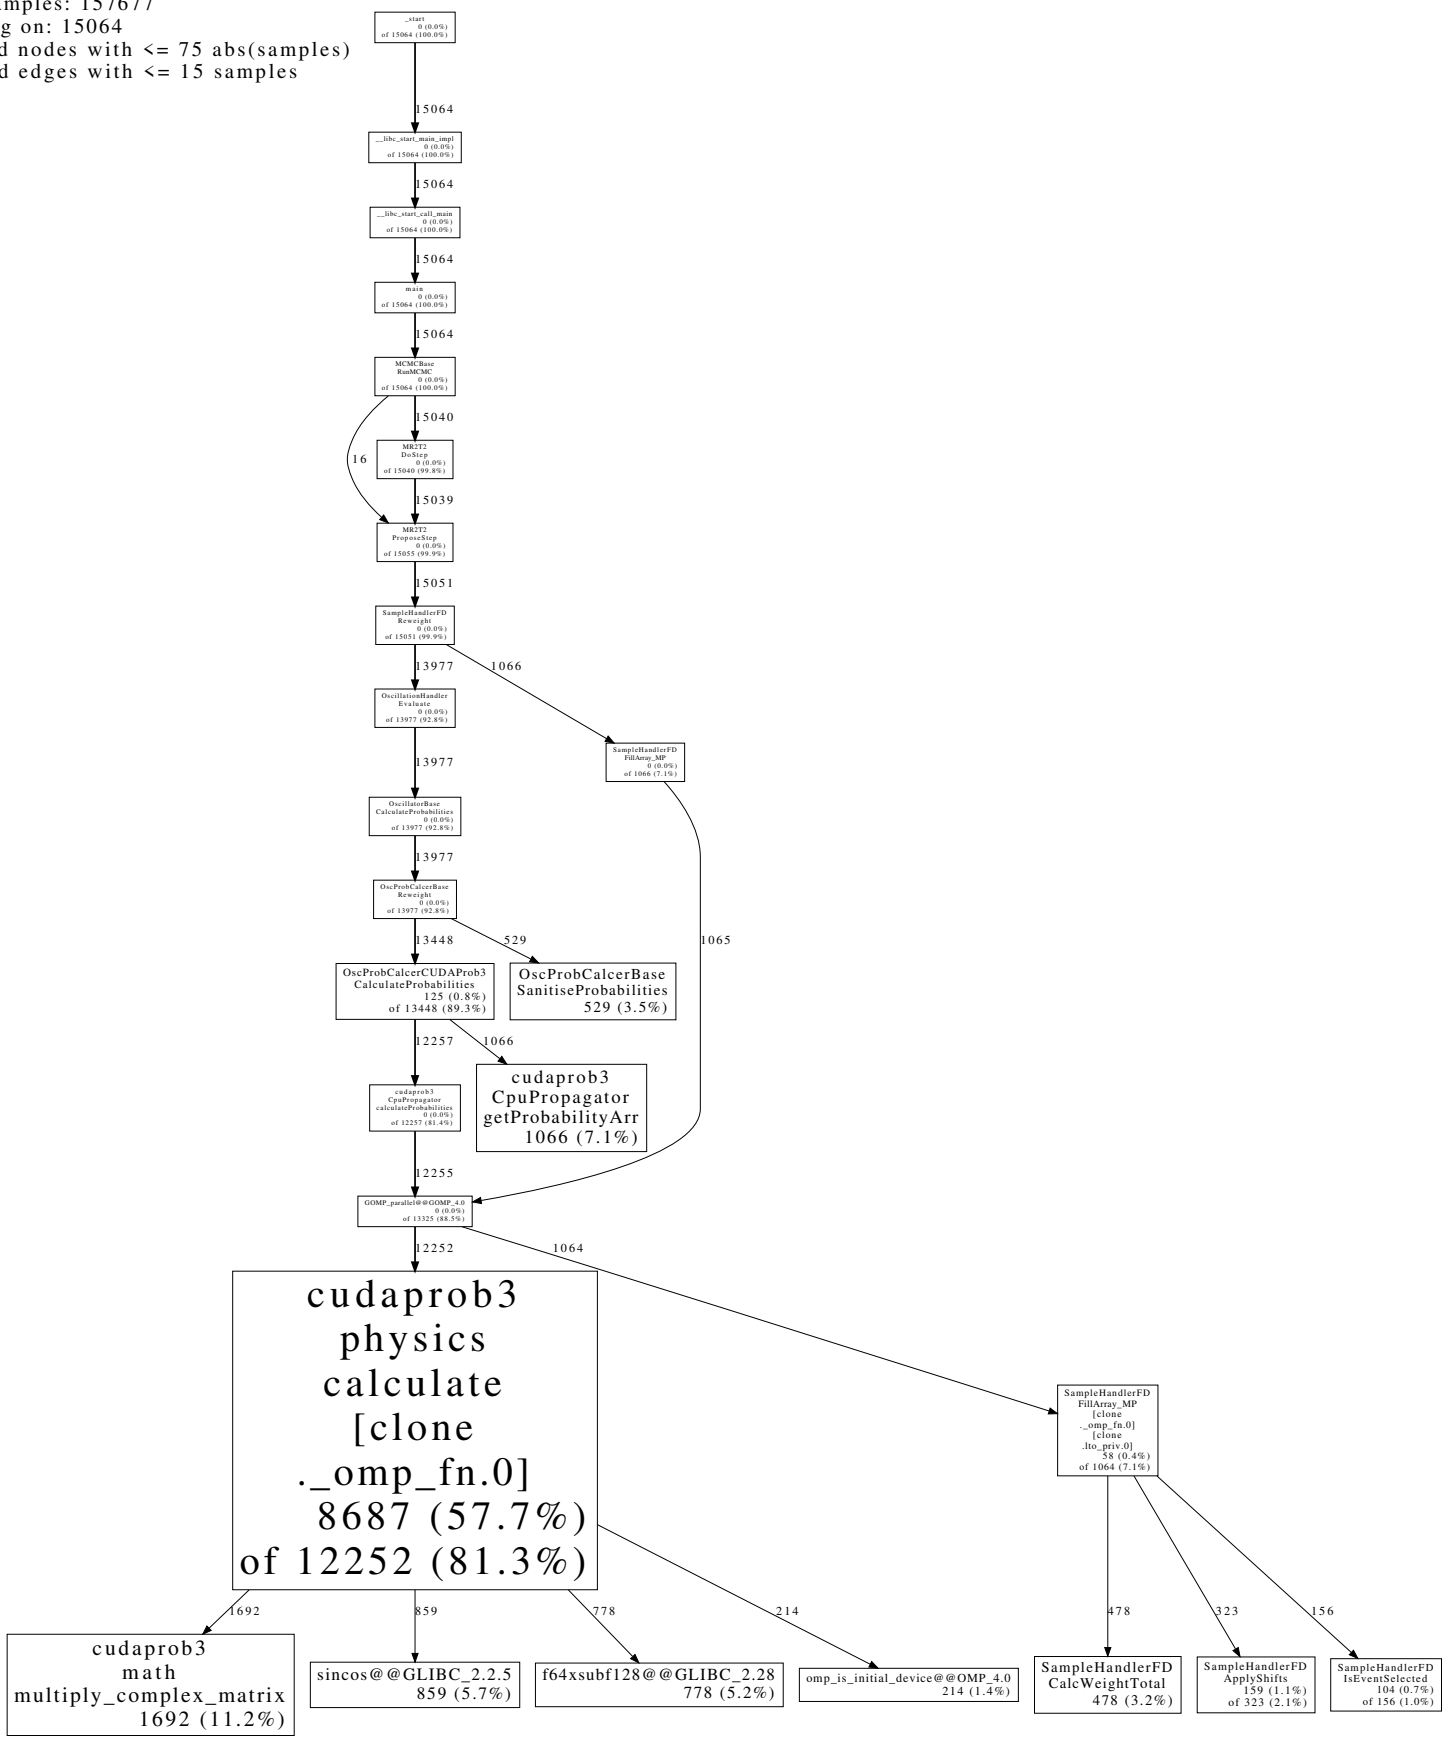 mples: 157677
g on: 15064
d nodes with <= 75 abs(samples)
d edges with <= 15 samples
_start
0 (0.0%)
of 15064 (100.0%)
15064
__libc_start_main_impl
0 (0.0%)
of 15064 (100.0%)
15064
__libc_start_call_main
0 (0.0%)
of 15064 (100.0%)
15064
main
0 (0.0%)
of 15064 (100.0%)
15064
MCMCBase
RunMCMC
0 (0.0%)
of 15064 (100.0%)
15040
MR2T2
DoStep
0 (0.0%)
of 15040 (99.8%)
16
15039
MR2T2
ProposeStep
0 (0.0%)
of 15055 (99.9%)
15051
SampleHandlerFD
Reweight
0 (0.0%)
of 15051 (99.9%)
13977
1066
OscillationHandler
Evaluate
0 (0.0%)
of 13977 (92.8%)
SampleHandlerFD
FillArray_MP
0 (0.0%)
of 1066 (7.1%)
13977
OscillatorBase
CalculateProbabilities
0 (0.0%)
of 13977 (92.8%)
13977
OscProbCalcerBase
Reweight
0 (0.0%)
of 13977 (92.8%)
13448
529
1065
OscProbCalcerCUDAProb3
CalculateProbabilities
125 (0.8%)
of 13448 (89.3%)
OscProbCalcerBase
SanitiseProbabilities
529 (3.5%)
12257
1066
cudaprob3
CpuPropagator
calculateProbabilities
0 (0.0%)
of 12257 (81.4%)
cudaprob3
CpuPropagator
getProbabilityArr
1066 (7.1%)
12255
GOMP_parallel@@GOMP_4.0
0 (0.0%)
of 13325 (88.5%)
12252
1064
cudaprob3
physics
calculate
[clone
._omp_fn.0]
8687 (57.7%)
of 12252 (81.3%)
SampleHandlerFD
FillArray_MP
[clone
._omp_fn.0]
[clone
.lto_priv.0]
58 (0.4%)
of 1064 (7.1%)
1692
859
778
214
478
323
156
cudaprob3
math
multiply_complex_matrix
1692 (11.2%)
sincos@@GLIBC_2.2.5
859 (5.7%)
f64xsubf128@@GLIBC_2.28
778 (5.2%)
omp_is_initial_device@@OMP_4.0
214 (1.4%)
SampleHandlerFD
CalcWeightTotal
478 (3.2%)
SampleHandlerFD
ApplyShifts
159 (1.1%)
of 323 (2.1%)
SampleHandlerFD
IsEventSelected
104 (0.7%)
of 156 (1.0%)